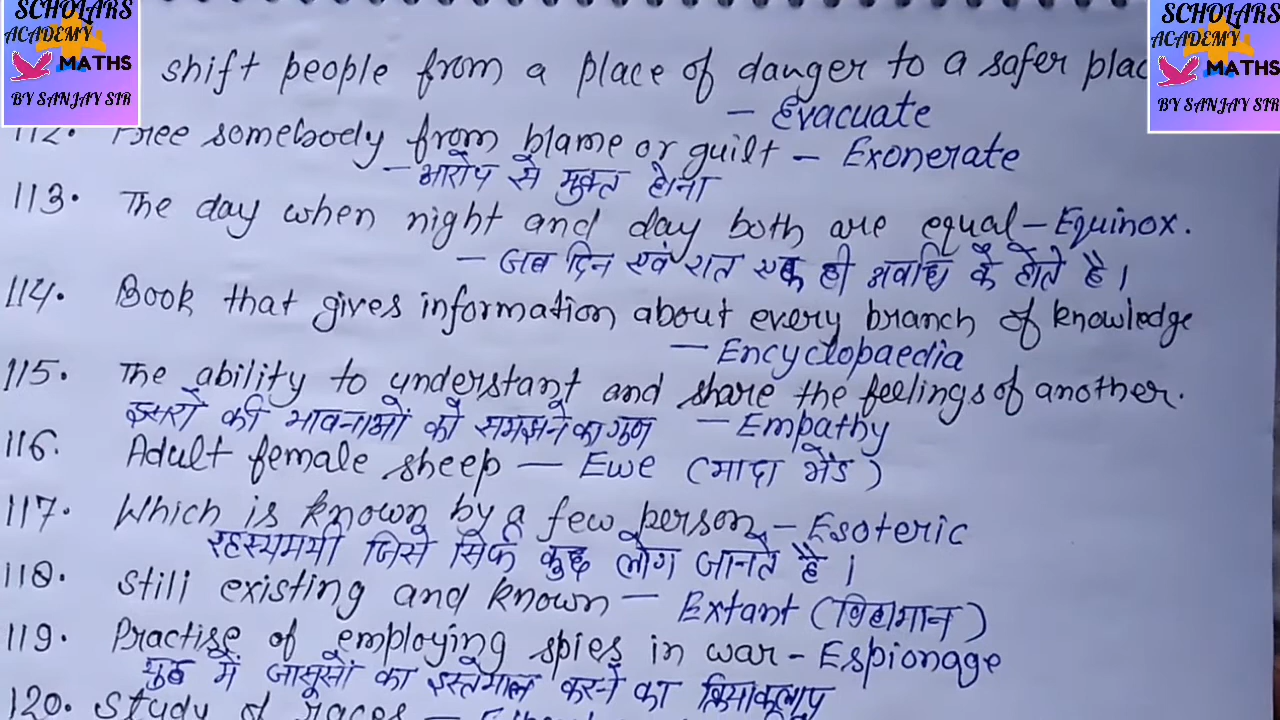 SCHOLARS
ACADEMY
MATHS
BY SANJAY SIR
SCHOLARS
ACADEMY
MATHS
BY SANJAY SIR
shift people from a place of danger to a safer plac
- Evacuate
112. Free somebody from blame or guilt - Exonerate
- आरोप से मुक्त होना
113. The day when night and day both are equal - Equinox.
- जब दिन एवं रात एक ही अवधि के होते है।
114. Book that gives information about every branch of knowledge
- Encyclopaedia
115. The ability to understant and share the feelings of another.
दूसरों की भावनाओं को समझने का गुण - Empathy
116. Adult female sheep - Ewe (मादा भेंड)
117. Which is known by a few person - Esoteric
रहस्यमयी जिसे सिर्फ कुछ लोग जानते है।
118. Still existing and known - Extant (विद्यमान)
119. Practise of employing spies in war - Espionage
युद्ध में जासूसों का इस्तेमाल करने का क्रियाकलाप
120. Study of races -